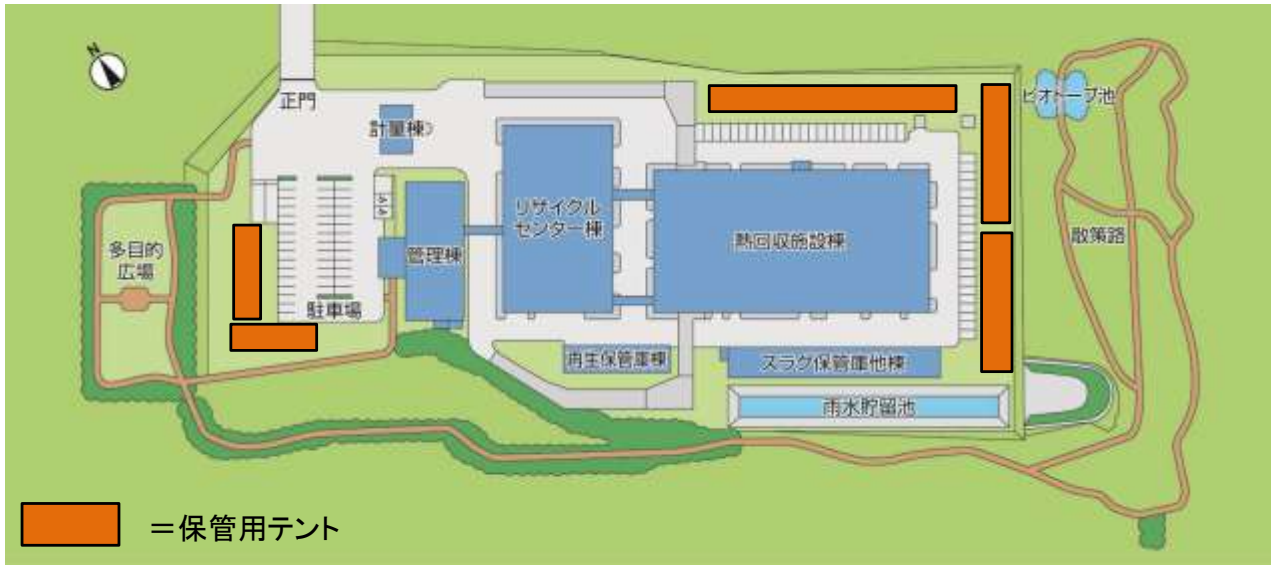 N
正門
計量棟
ビオトープ池
リサイクル
センター棟
多目的
広場
管理棟
熱回収施設棟
散策路
駐車場
再生保管庫棟
スラグ保管庫他棟
雨水貯留池
=保管用テント